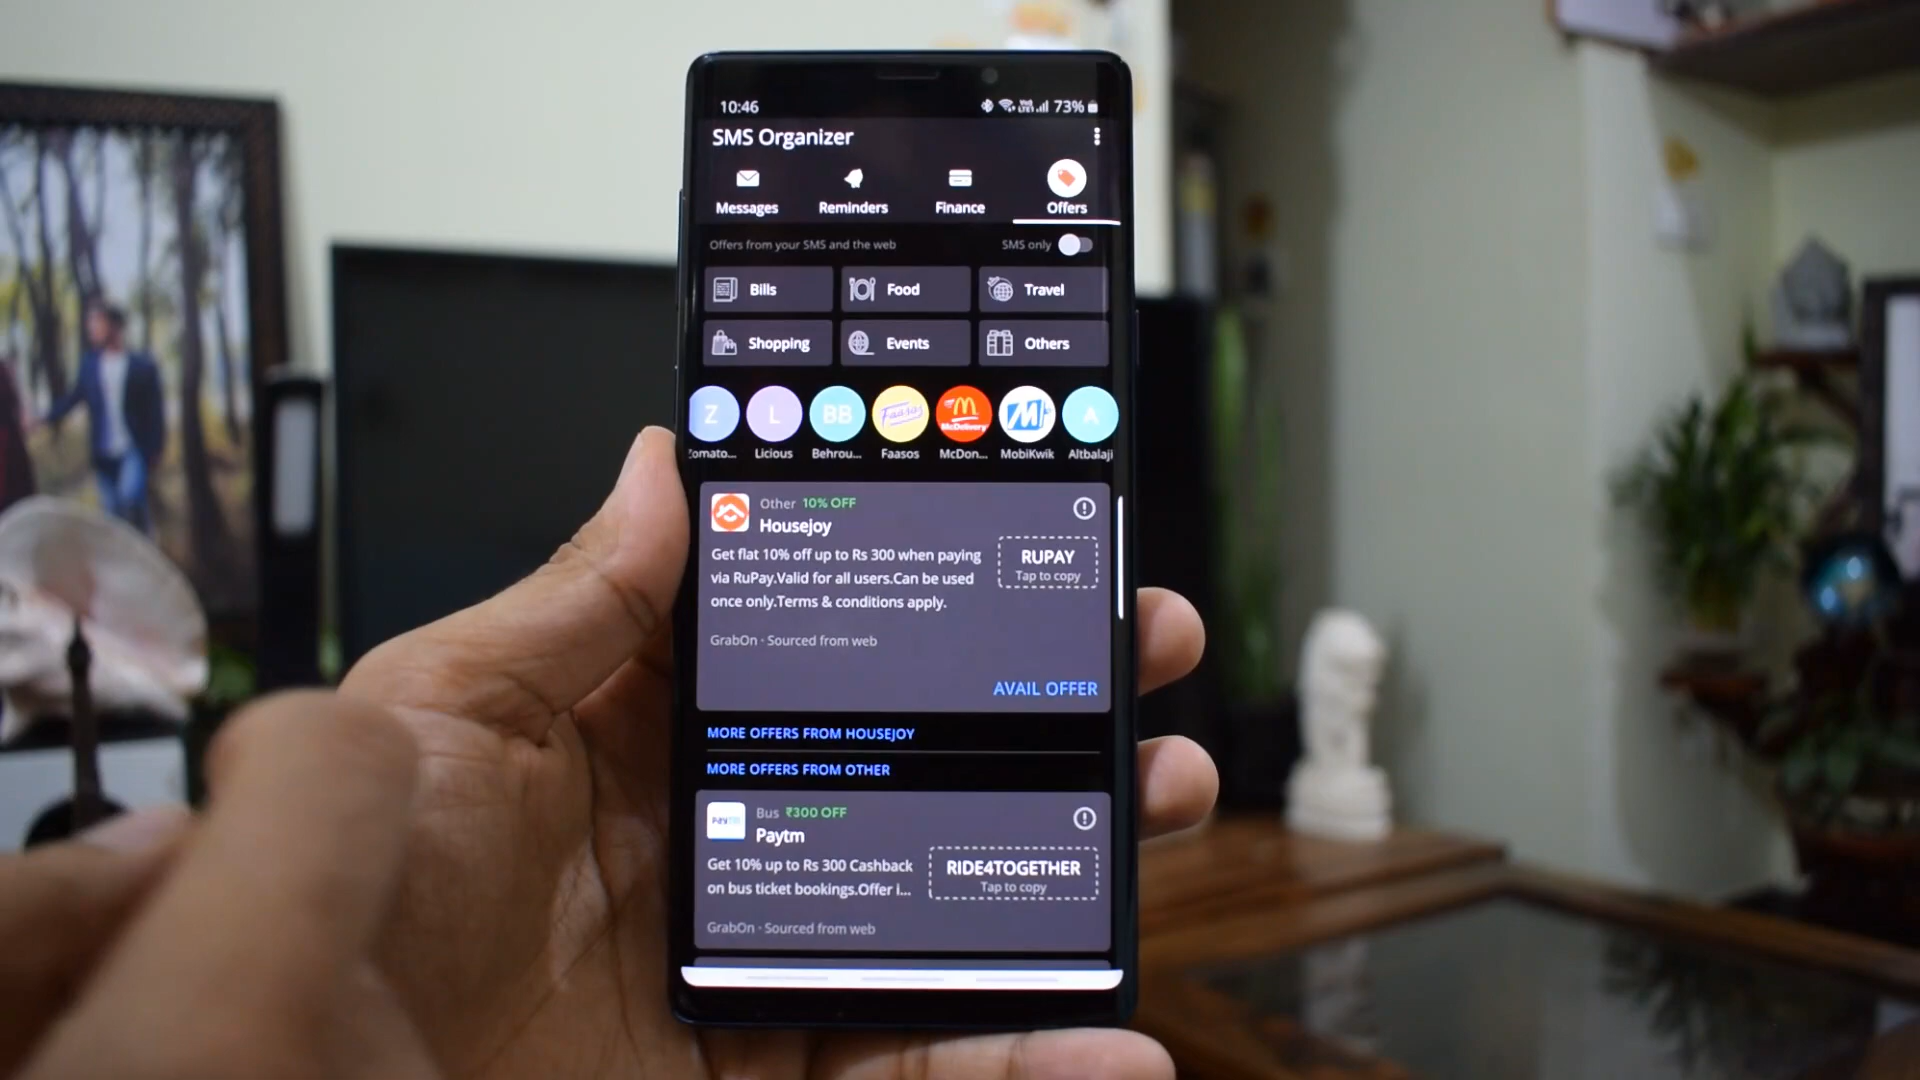 10:46 73%
SMS Organizer
Messages Reminders Finance Offers
Offers from your SMS and the web SMS only
Bills Food Travel
Shopping Events Others
Z L BB Faasos McDelivery M A
Zomato... Licious Behrou... Faasos McDon... MobiKwik Altbalaji
Other 10% OFF
Housejoy
Get flat 10% off up to Rs 300 when paying
via RuPay.Valid for all users.Can be used
once only.Terms & conditions apply.
RUPAY
Tap to copy
GrabOn · Sourced from web
AVAIL OFFER
MORE OFFERS FROM HOUSEJOY
MORE OFFERS FROM OTHER
Paytm
Bus ₹300 OFF
Paytm
Get 10% up to Rs 300 Cashback
on bus ticket bookings.Offer i...
RIDE4TOGETHER
Tap to copy
GrabOn · Sourced from web